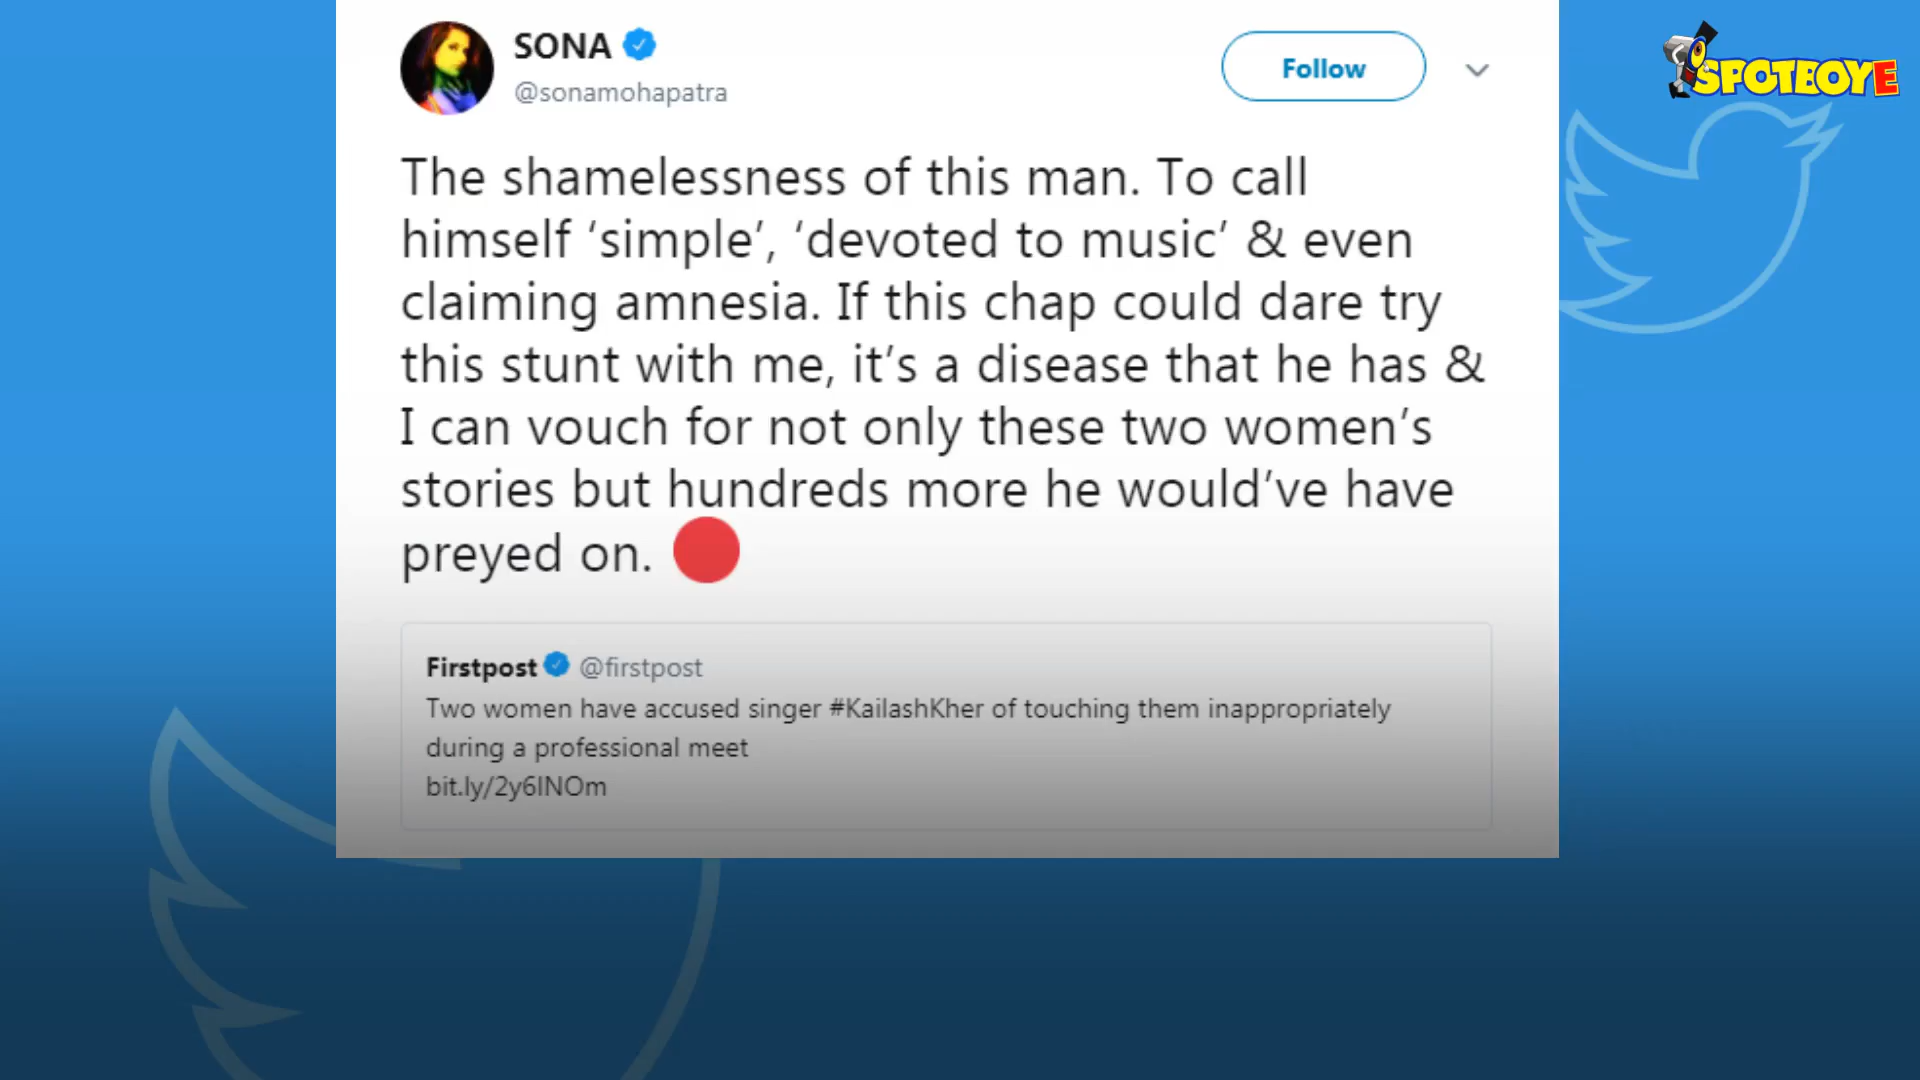 SONA
@sonamohapatra
Follow
SPOTBOYE
The shamelessness of this man. To call
himself ‘simple’, ‘devoted to music’ & even
claiming amnesia. If this chap could dare try
this stunt with me, it’s a disease that he has &
I can vouch for not only these two women’s
stories but hundreds more he would’ve have
preyed on.
Firstpost @firstpost
Two women have accused singer #KailashKher of touching them inappropriately
during a professional meet
bit.ly/2y6INOm